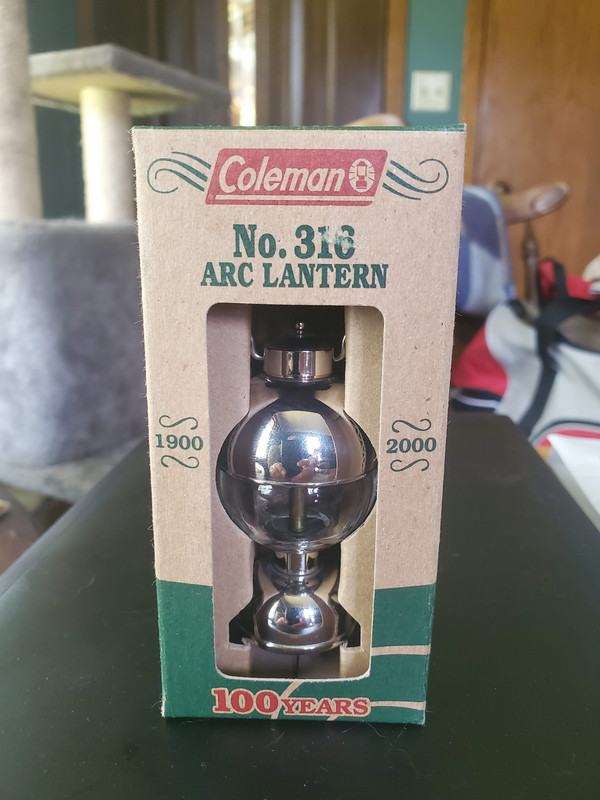 Coleman
No. 316
ARC LANTERN
1900
2000
100 YEARS